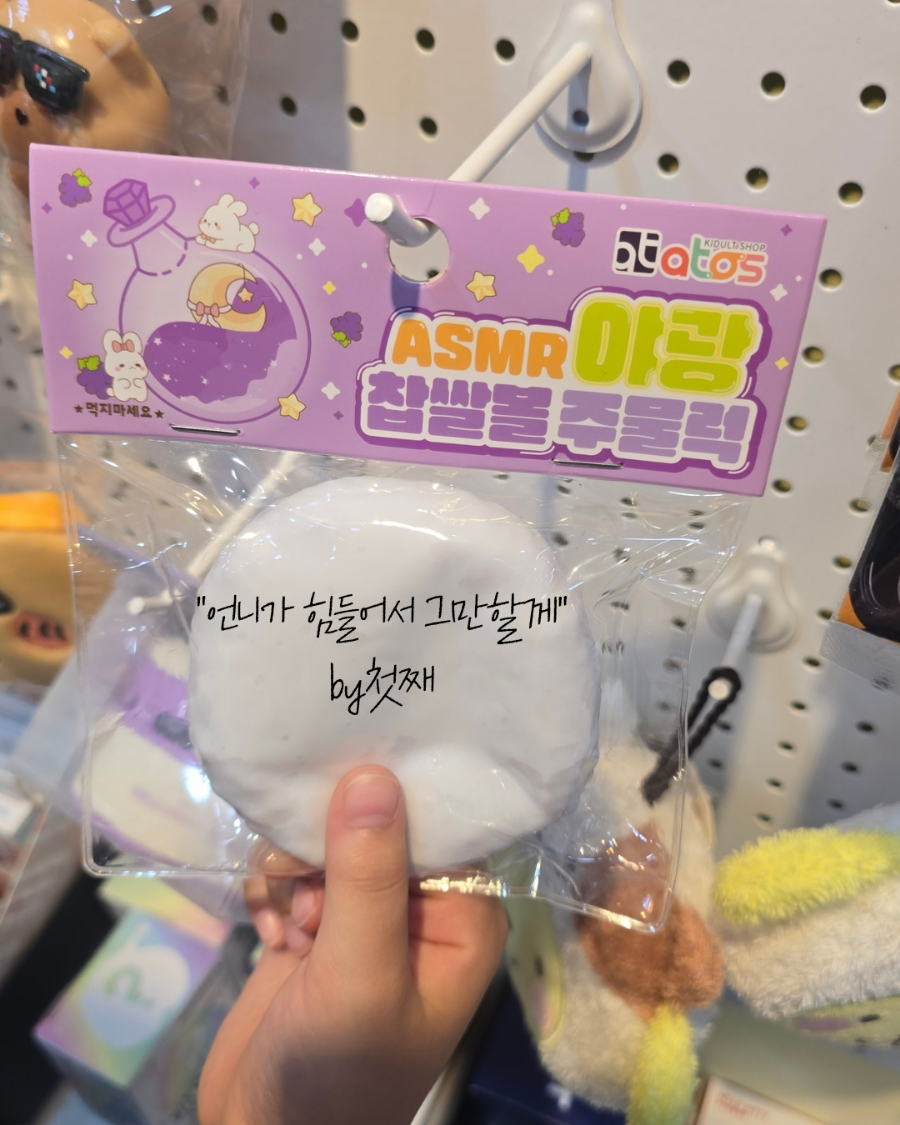 KIDULT SHOP
atos
ASMR 야광
찹쌀볼 주물럭
★먹지마세요★
"언니가 힘들어서 그만할게"
by첫째